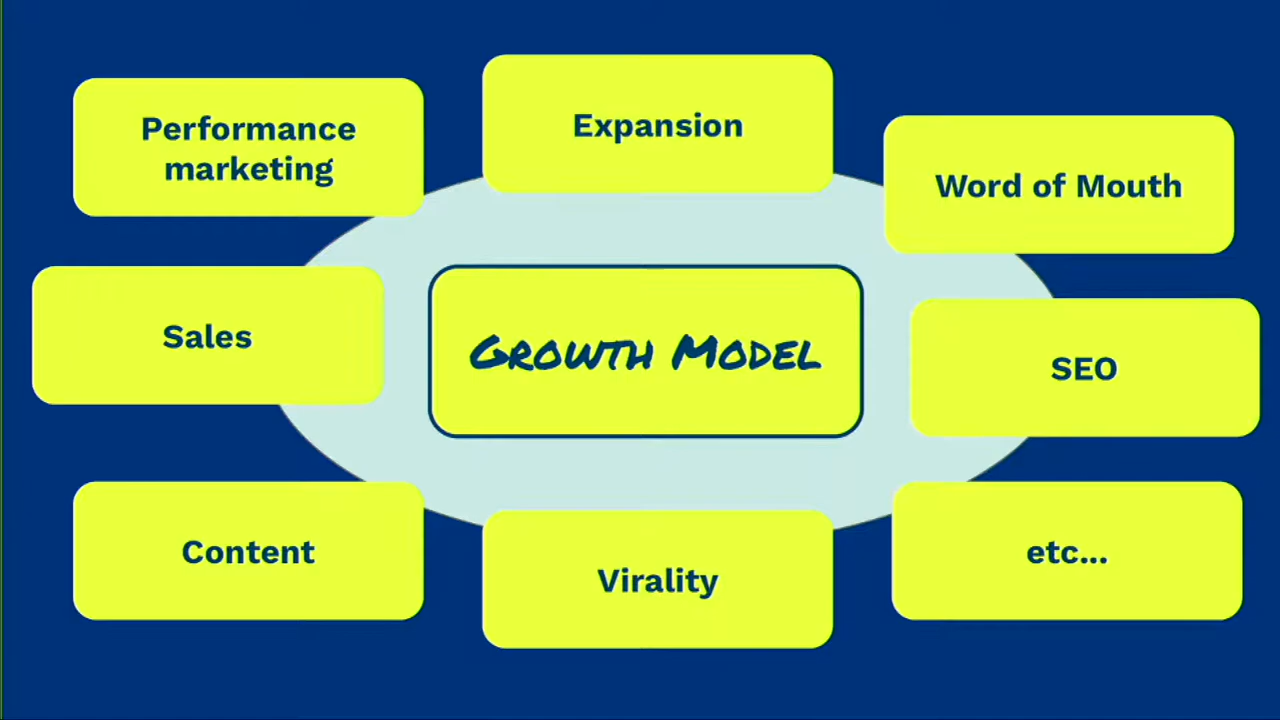 Performance
marketing
Expansion
Word of Mouth
Sales
Growth Model
SEO
Content
Virality
etc...